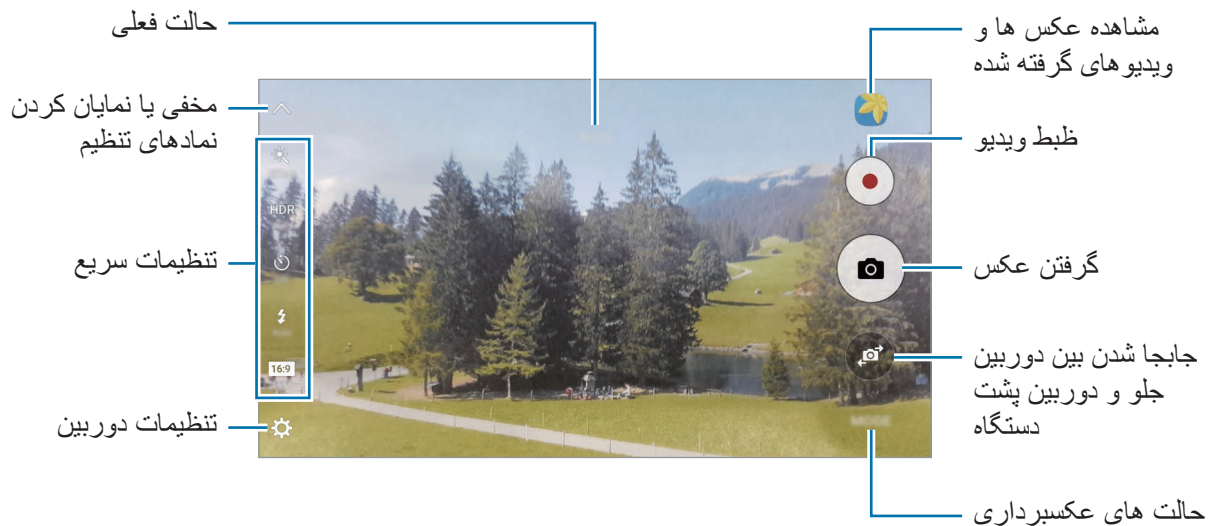 حالت فعلی
مشاهده عکس ها و
ویدیوهای گرفته شده
مخفی یا نمایان کردن
نمادهای تنظیم
ظبط ویدیو
HDR
تنظیمات سریع
گرفتن عکس
16:9
جابجا شدن بین دوربین
جلو و دوربین پشت
دستگاه
تنظیمات دوربین
حالت های عکسبرداری